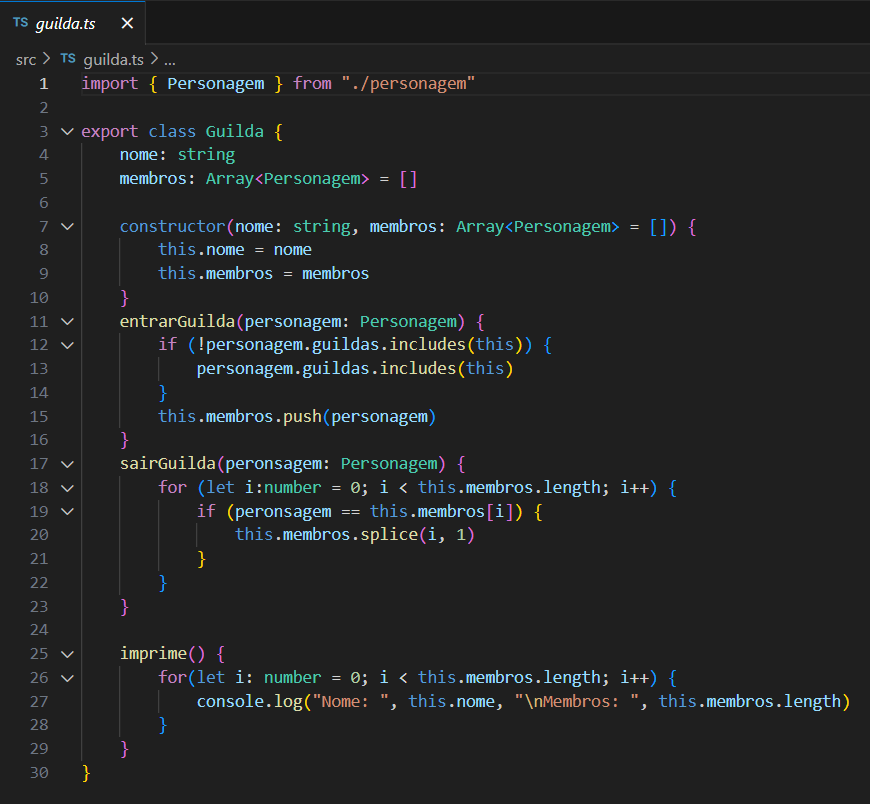 TS guilda.ts ×
src > TS guilda.ts > ...
1 import { Personagem } from "./personagem"
2
3 export class Guilda {
4     nome: string
5     membros: Array<Personagem> = []
6
7     constructor(nome: string, membros: Array<Personagem> = []) {
8         this.nome = nome
9         this.membros = membros
10     }
11     entrarGuilda(personagem: Personagem) {
12         if (!personagem.guildas.includes(this)) {
13             personagem.guildas.includes(this)
14         }
15         this.membros.push(personagem)
16     }
17     sairGuilda(peronsagem: Personagem) {
18         for (let i:number = 0; i < this.membros.length; i++) {
19             if (peronsagem == this.membros[i]) {
20                 this.membros.splice(i, 1)
21             }
22         }
23     }
24
25     imprime() {
26         for(let i: number = 0; i < this.membros.length; i++) {
27             console.log("Nome: ", this.nome, "\nMembros: ", this.membros.length)
28         }
29     }
30 }